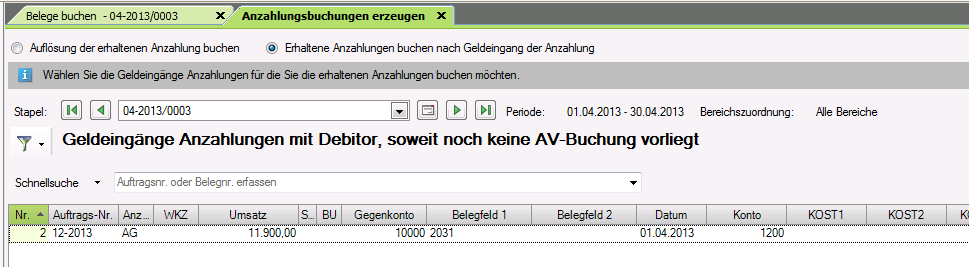 Belege buchen - 04-2013/0003 Anzahlungsbuchungen erzeugen
Auflösung der erhaltenen Anzahlung buchen Erhaltene Anzahlungen buchen nach Geldeingang der Anzahlung
Wählen Sie die Geldeingänge Anzahlungen für die Sie die erhaltenen Anzahlungen buchen möchten.
Stapel: 04-2013/0003 Periode: 01.04.2013 - 30.04.2013 Bereichszuordnung: Alle Bereiche
Geldeingänge Anzahlungen mit Debitor, soweit noch keine AV-Buchung vorliegt
Schnellsuche Auftragsnr. oder Belegnr. erfassen
Nr. Auftrags-Nr. Anz... WKZ Umsatz S... BU Gegenkonto Belegfeld 1 Belegfeld 2 Datum Konto KOST1 KOST2
2 12-2013 AG 11.900,00 10000 2031 01.04.2013 1200